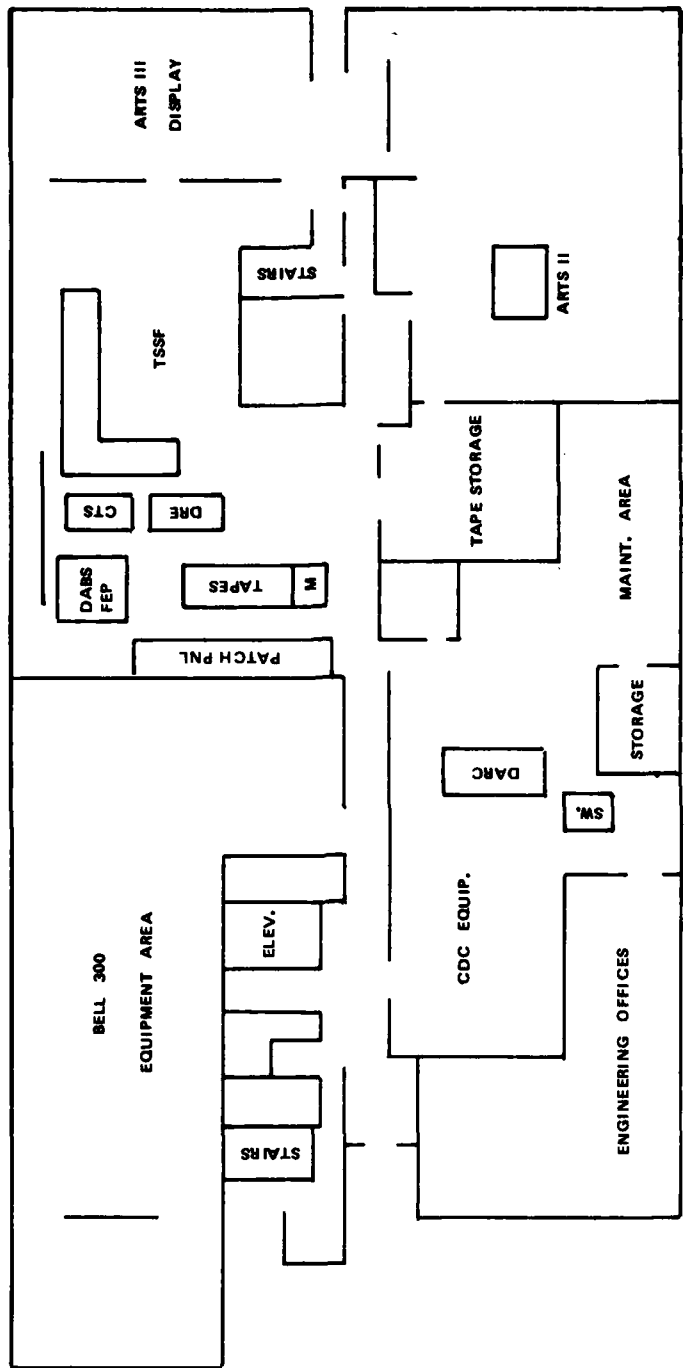 BELL 300
EQUIPMENT AREA
STAIRS
ELEV.
PATCH PNL
DABS
FEP
TAPES
M
CTS
DRE
TSSF
STAIRS
ARTS III
DISPLAY
ENGINEERING OFFICES
CDC EQUIP.
DARC
SW.
STORAGE
MAINT. AREA
TAPE STORAGE
ARTS II